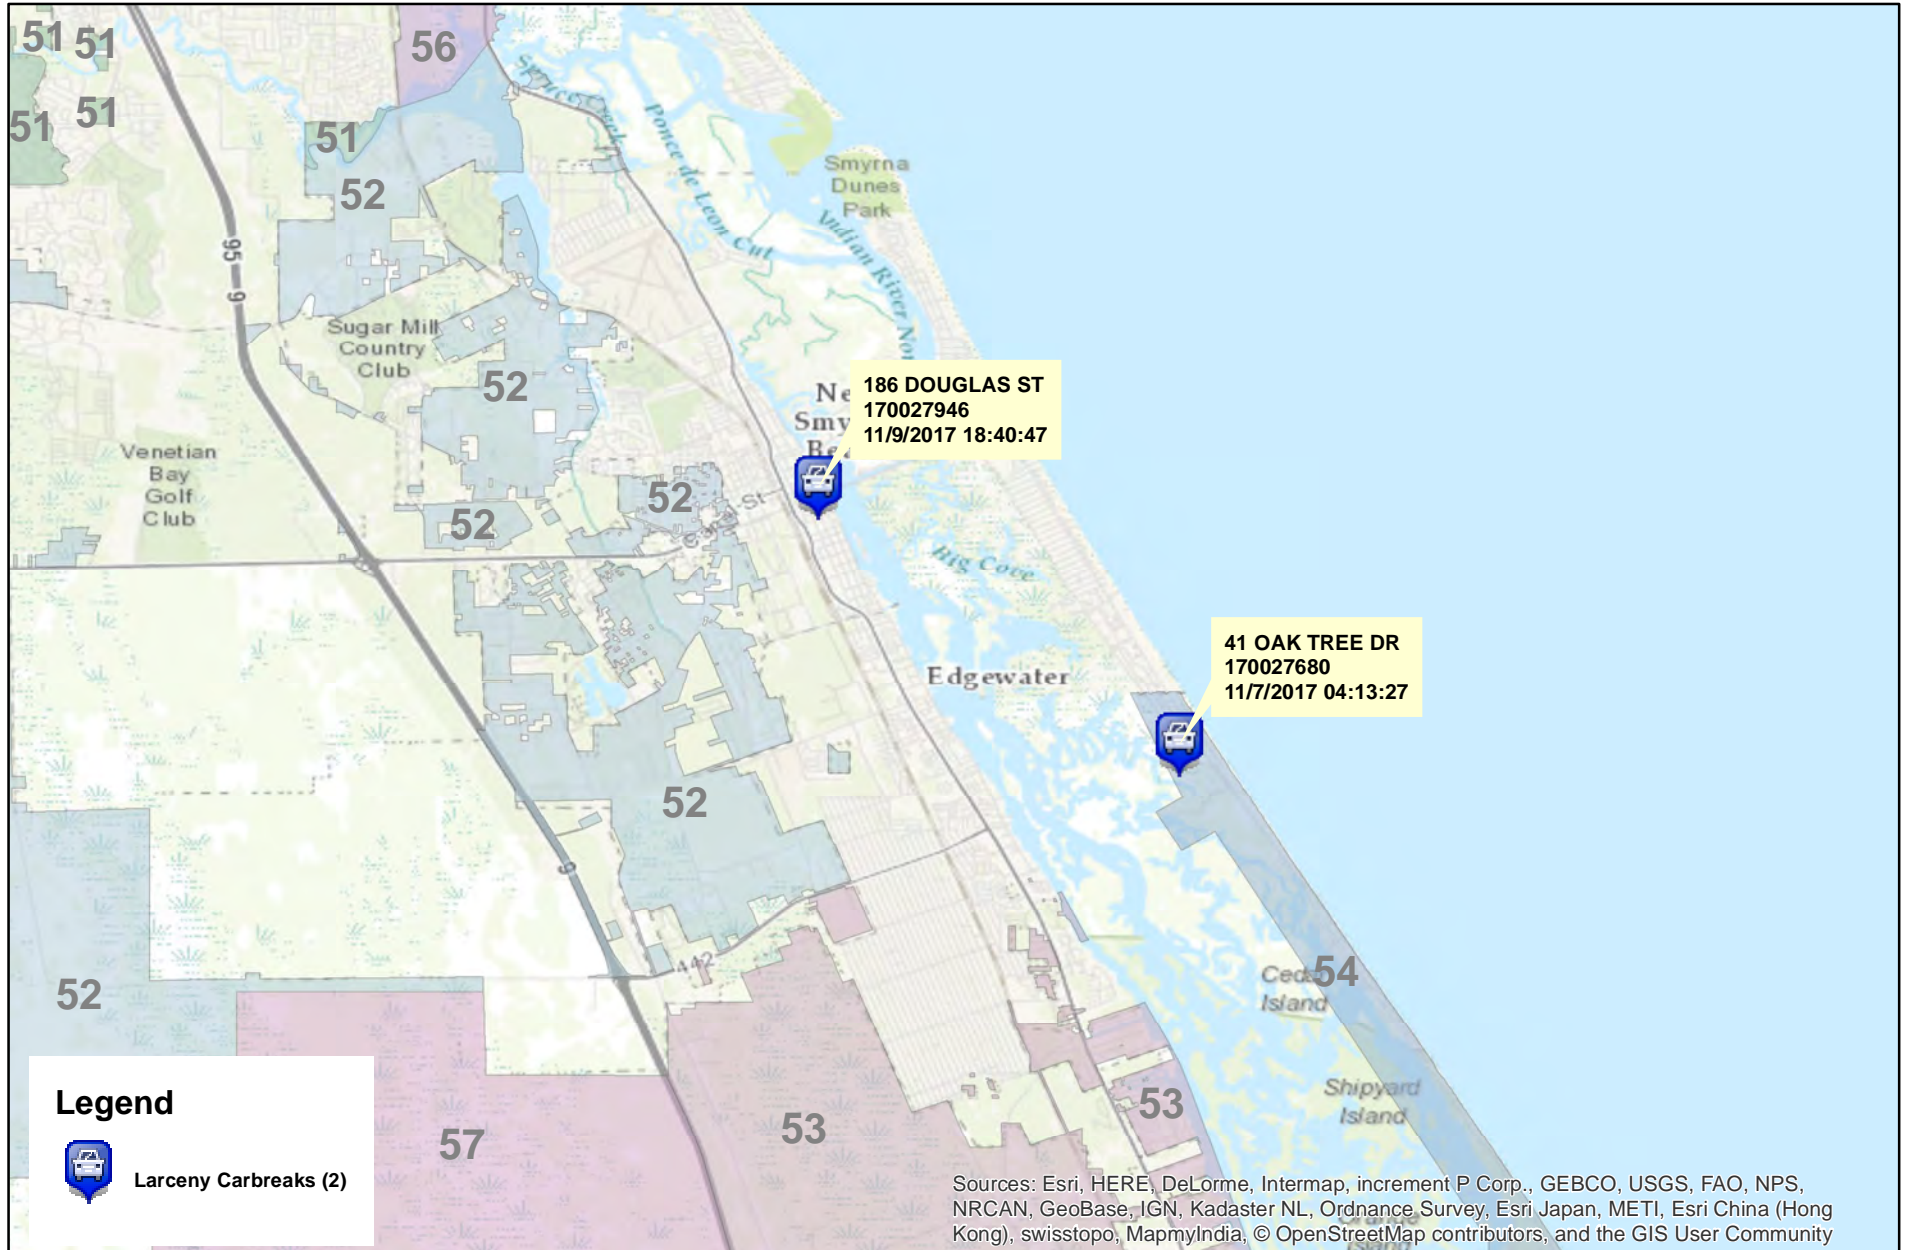 51
51
56
51
51
51
52
Spruce Creek
Ponce de Leon Cut
Smyrna
Dunes
Park
Indian River No
95
9
Sugar Mill
Country
Club
52
186 DOUGLAS ST
170027946
11/9/2017 18:40:47
Ne
Smy
Be
Venetian
Bay
Golf
Club
52
52
Canal St
Big Cove
41 OAK TREE DR
170027680
11/7/2017 04:13:27
Edgewater
52
9
442
52
54
Island
Shipyard
Island
53
53
57
Legend
Larceny Carbreaks (2)
Sources: Esri, HERE, DeLorme, Intermap, increment P Corp., GEBCO, USGS, FAO, NPS,
NRCAN, GeoBase, IGN, Kadaster NL, Ordnance Survey, Esri Japan, METI, Esri China (Hong
Kong), swisstopo, MapmyIndia, © OpenStreetMap contributors, and the GIS User Community